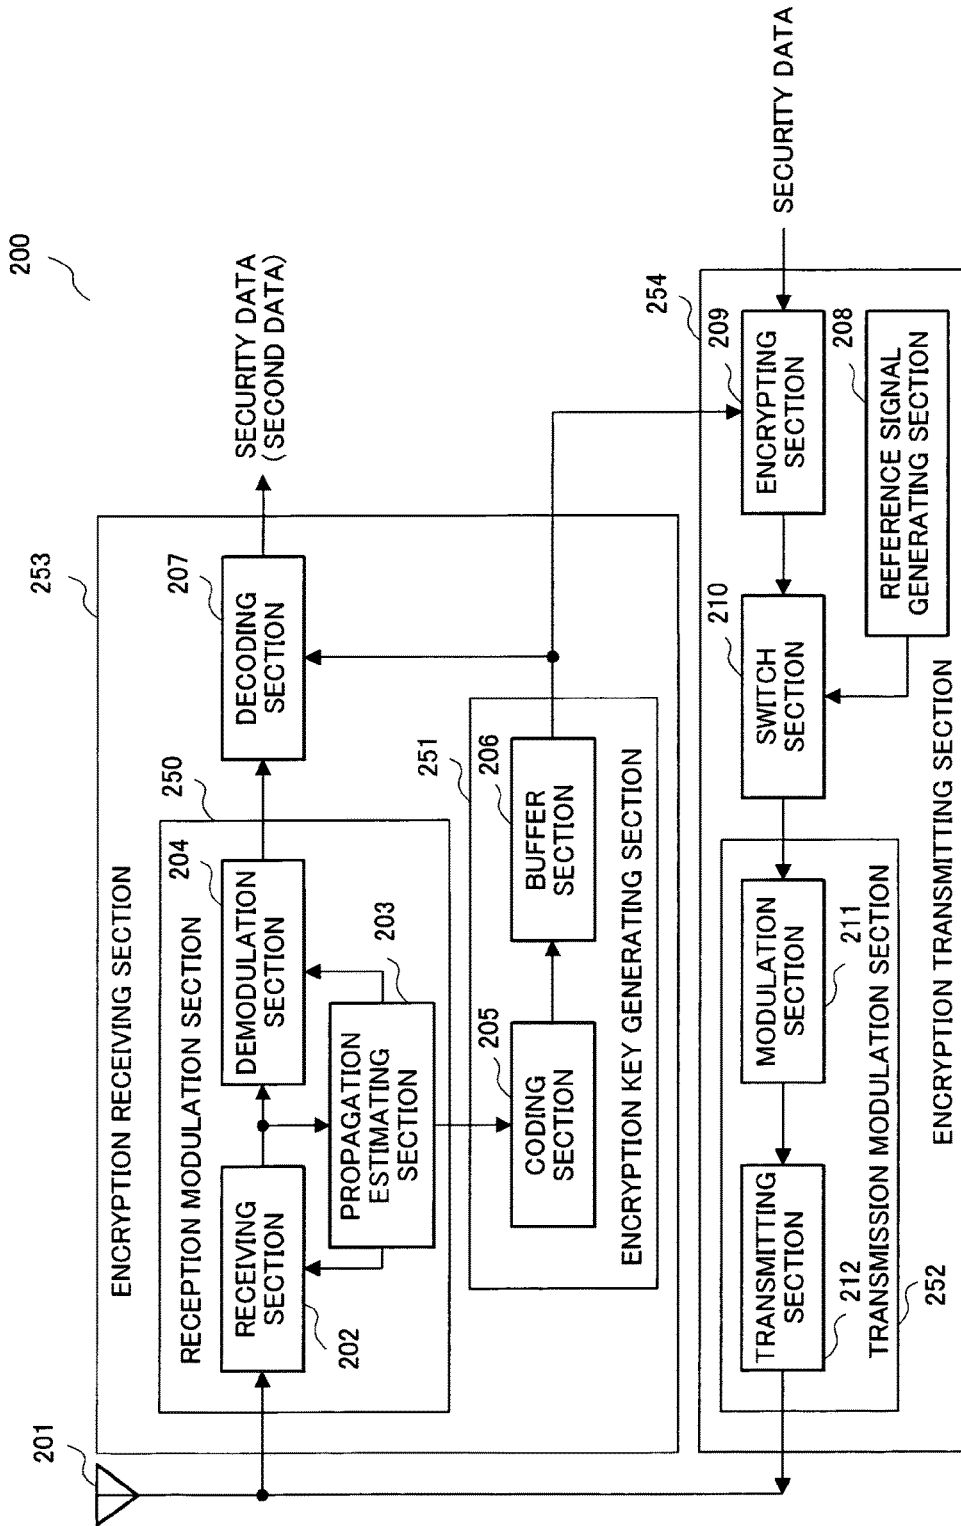 200
201
253
ENCRYPTION RECEIVING SECTION
250
RECEPTION MODULATION SECTION
RECEIVING
SECTION
202
204
DEMODULATION
SECTION
PROPAGATION
ESTIMATING
SECTION
203
207
DECODING
SECTION
SECURITY DATA
(SECOND DATA)
251
205
CODING
SECTION
206
BUFFER
SECTION
ENCRYPTION KEY GENERATING SECTION
254
SECURITY DATA
209
ENCRYPTING
SECTION
208
REFERENCE SIGNAL
GENERATING SECTION
210
SWITCH
SECTION
MODULATION
SECTION
211
TRANSMITTING
SECTION
212
TRANSMISSION MODULATION SECTION
252
ENCRYPTION TRANSMITTING SECTION